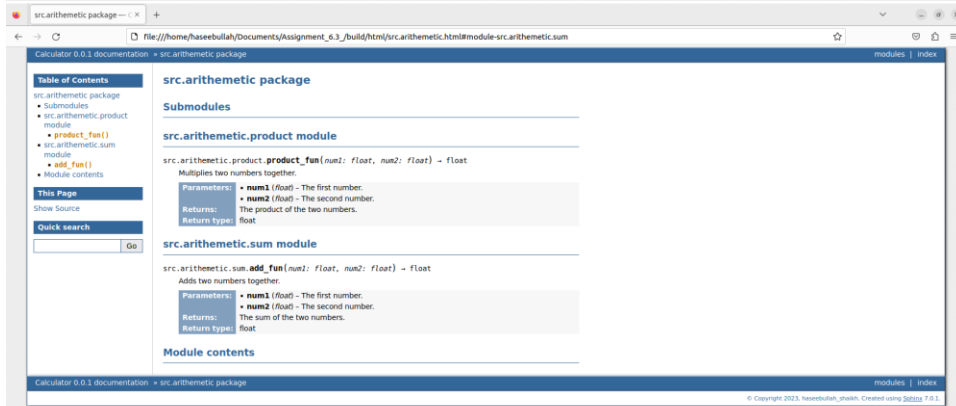 src.arithemetic package — C
file:///home/haseebullah/Documents/Assignment_6.3_/build/html/src.arithemetic.html#module-src.arithemetic.sum
Calculator 0.0.1 documentation » src.arithemetic package
modules | index
Table of Contents
src.arithemetic package
Submodules
src.arithemetic.product
module
product_fun()
src.arithemetic.sum
module
add_fun()
Module contents
This Page
Show Source
Quick search
Go
src.arithemetic package
Submodules
src.arithemetic.product module
src.arithemetic.product.product_fun(num1: float, num2: float) → float
Multiplies two numbers together.
Parameters: • num1 (float) – The first number.
• num2 (float) – The second number.
Returns: The product of the two numbers.
Return type: float
src.arithemetic.sum module
src.arithemetic.sum.add_fun(num1: float, num2: float) → float
Adds two numbers together.
Parameters: • num1 (float) – The first number.
• num2 (float) – The second number.
Returns: The sum of the two numbers.
Return type: float
Module contents
Calculator 0.0.1 documentation » src.arithemetic package
modules | index
© Copyright 2023, haseebullah_shaikh. Created using Sphinx 7.0.1.